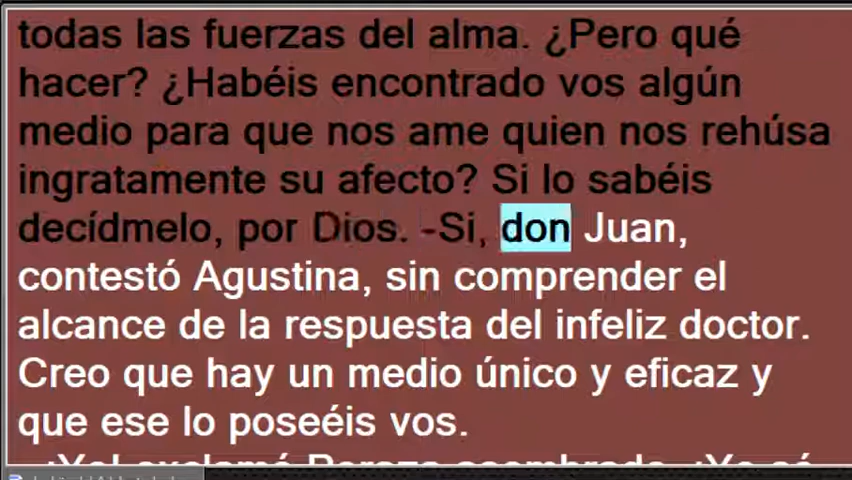 todas las fuerzas del alma. ¿Pero qué
hacer? ¿Habéis encontrado vos algún
medio para que nos ame quien nos rehúsa
ingratamente su afecto? Si lo sabéis
decídmelo, por Dios. -Si, don Juan,
contestó Agustina, sin comprender el
alcance de la respuesta del infeliz doctor.
Creo que hay un medio único y eficaz y
que ese lo poseéis vos.